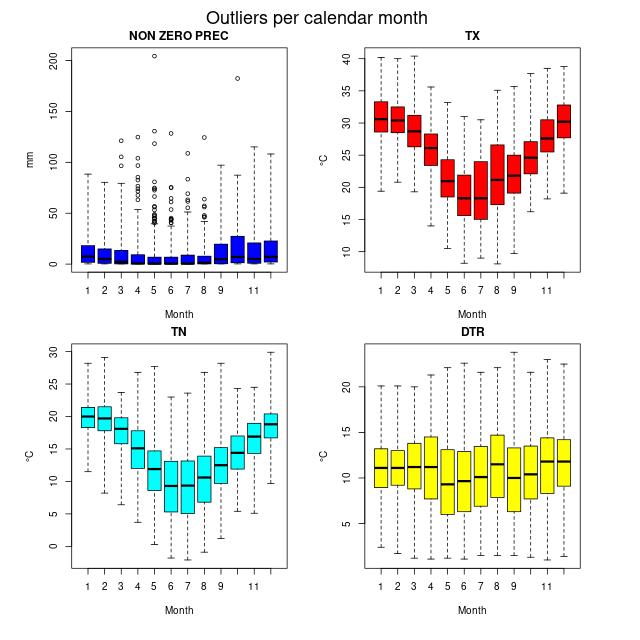 Outliers per calendar month
NON ZERO PREC
mm
0 50 100 150 200
1 2 3 4 5 6 7 8 9 11
Month
TX
°C
10 15 20 25 30 35 40
1 2 3 4 5 6 7 8 9 11
Month
TN
°C
0 5 10 15 20 25 30
1 2 3 4 5 6 7 8 9 11
Month
DTR
°C
5 10 15 20
1 2 3 4 5 6 7 8 9 11
Month